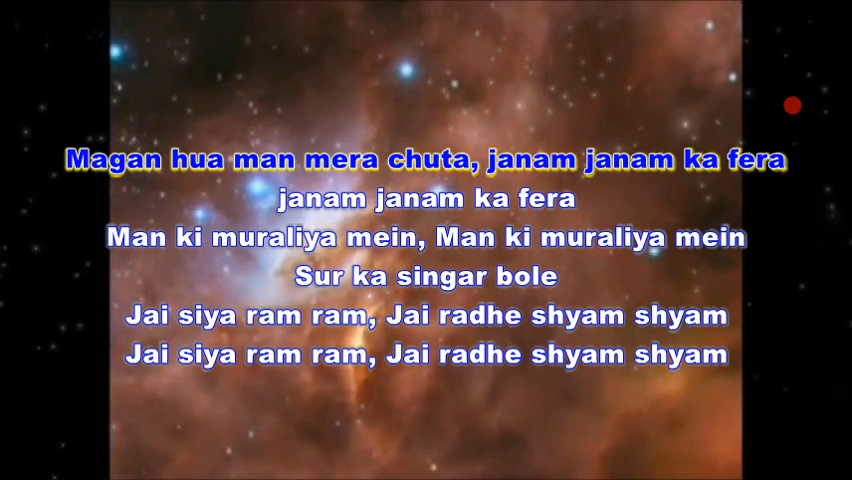 Magan hua man mera chuta, janam janam ka fera
janam janam ka fera
Man ki muraliya mein, Man ki muraliya mein
Sur ka singar bole
Jai siya ram ram, Jai radhe shyam shyam
Jai siya ram ram, Jai radhe shyam shyam